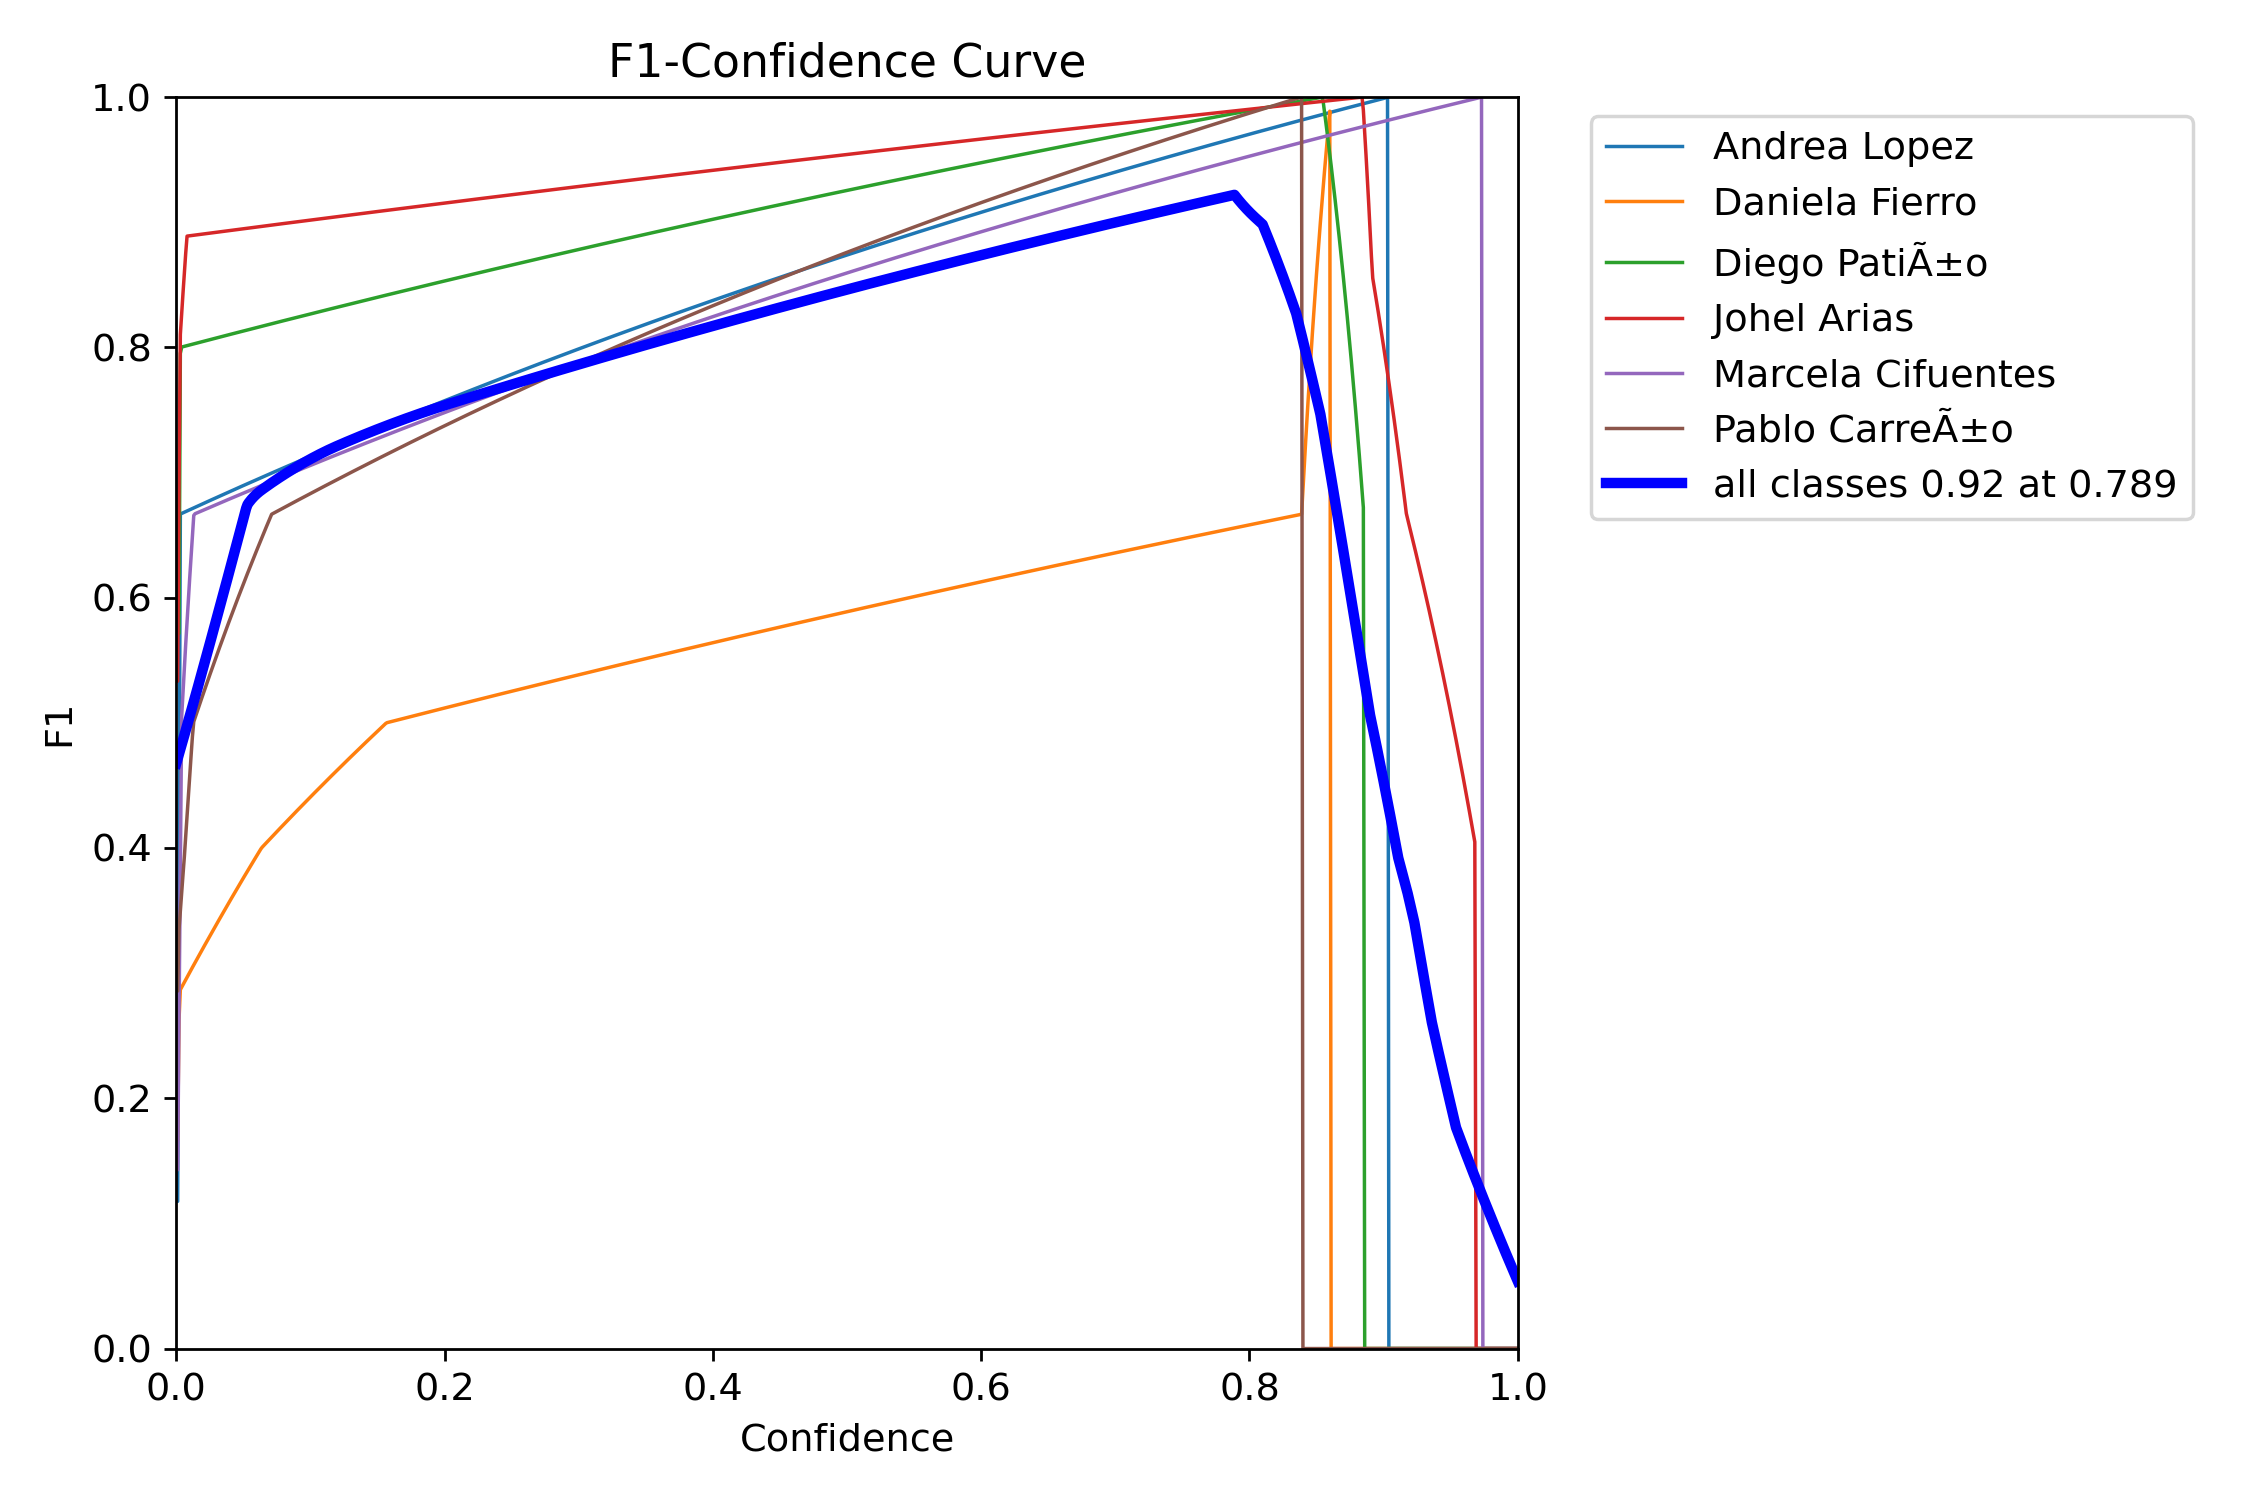 F1-Confidence Curve
1.0
0.8
0.6
0.4
0.2
0.0
F1
0.0 0.2 0.4 0.6 0.8 1.0
Confidence
Andrea Lopez
Daniela Fierro
Diego PatiÃ±o
Johel Arias
Marcela Cifuentes
Pablo CarreÃ±o
all classes 0.92 at 0.789